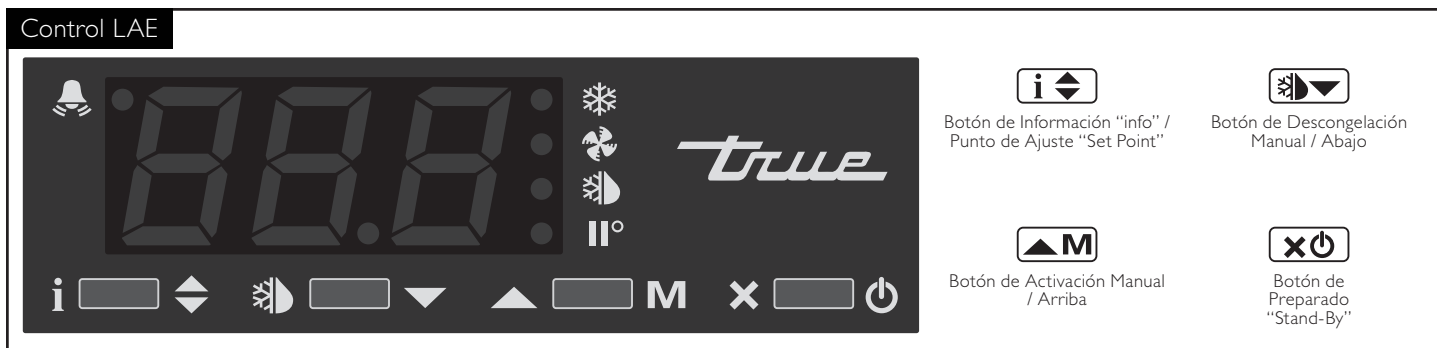 Control LAE
true
i M
i
Botón de Información “info” /
Punto de Ajuste “Set Point”
Botón de Descongelación
Manual / Abajo
M
Botón de Activación Manual
/ Arriba
Botón de
Preparado
“Stand-By”